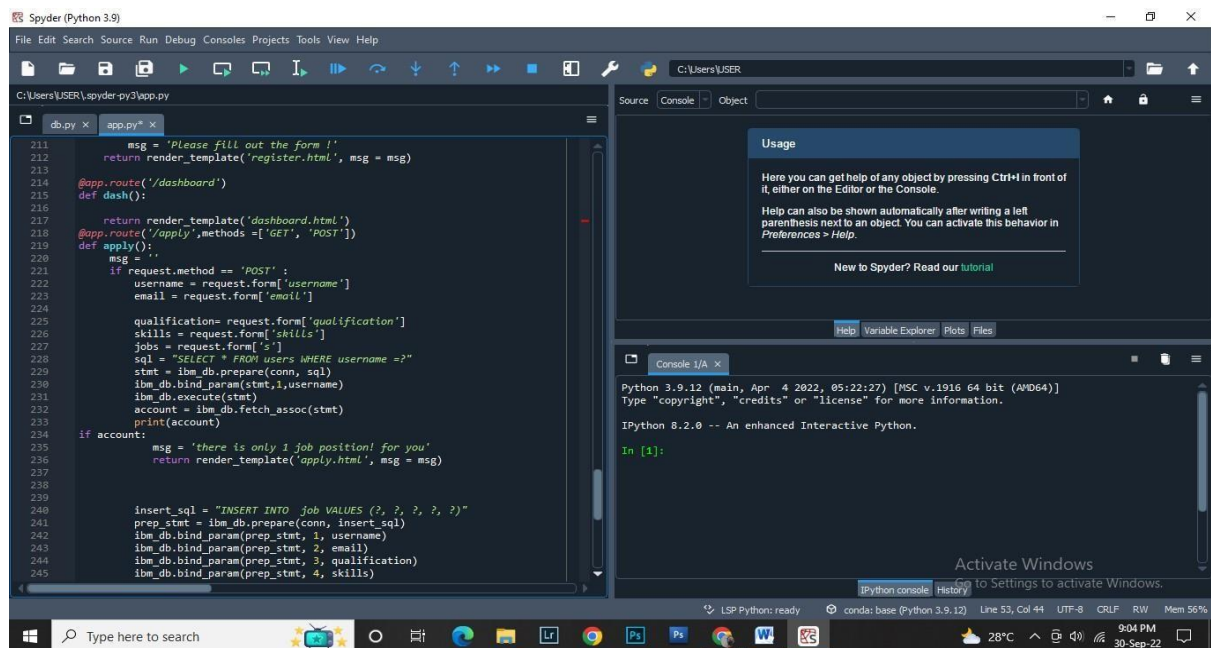 Spyder (Python 3.9)
File Edit Search Source Run Debug Consoles Projects Tools View Help
C:\Users\USER
C:\Users\USER\.spyder-py3\app.py
db.py × app.py* ×
211 msg = 'Please fill out the form !'
212 return render_template('register.html', msg = msg)
213
214 @app.route('/dashboard')
215 def dash():
216
217 return render_template('dashboard.html')
218 @app.route('/apply',methods =['GET', 'POST'])
219 def apply():
220 msg = ''
221 if request.method == 'POST' :
222 username = request.form['username']
223 email = request.form['email']
224
225 qualification= request.form['qualification']
226 skills = request.form['skills']
227 jobs = request.form['s']
228 sql = "SELECT * FROM users WHERE username =?"
229 stmt = ibm_db.prepare(conn, sql)
230 ibm_db.bind_param(stmt,1,username)
231 ibm_db.execute(stmt)
232 account = ibm_db.fetch_assoc(stmt)
233 print(account)
234 if account:
235 msg = 'there is only 1 job position! for you'
236 return render_template('apply.html', msg = msg)
237
238
239
240 insert_sql = "INSERT INTO job VALUES (?, ?, ?, ?, ?)"
241 prep_stmt = ibm_db.prepare(conn, insert_sql)
242 ibm_db.bind_param(prep_stmt, 1, username)
243 ibm_db.bind_param(prep_stmt, 2, email)
244 ibm_db.bind_param(prep_stmt, 3, qualification)
245 ibm_db.bind_param(prep_stmt, 4, skills)
Source Console Object
Usage
Here you can get help of any object by pressing Ctrl+I in front of
it, either on the Editor or the Console.
Help can also be shown automatically after writing a left
parenthesis next to an object. You can activate this behavior in
Preferences > Help.
New to Spyder? Read our tutorial
Help Variable Explorer Plots Files
Console 1/A ×
Python 3.9.12 (main, Apr 4 2022, 05:22:27) [MSC v.1916 64 bit (AMD64)]
Type "copyright", "credits" or "license" for more information.
IPython 8.2.0 -- An enhanced Interactive Python.
In [1]:
Activate Windows
Go to Settings to activate Windows.
IPython console History
LSP Python: ready conda: base (Python 3.9.12) Line 53, Col 44 UTF-8 CRLF RW Mem 56%
Type here to search
Lr Ps Ps W
28°C 9:04 PM
30-Sep-22